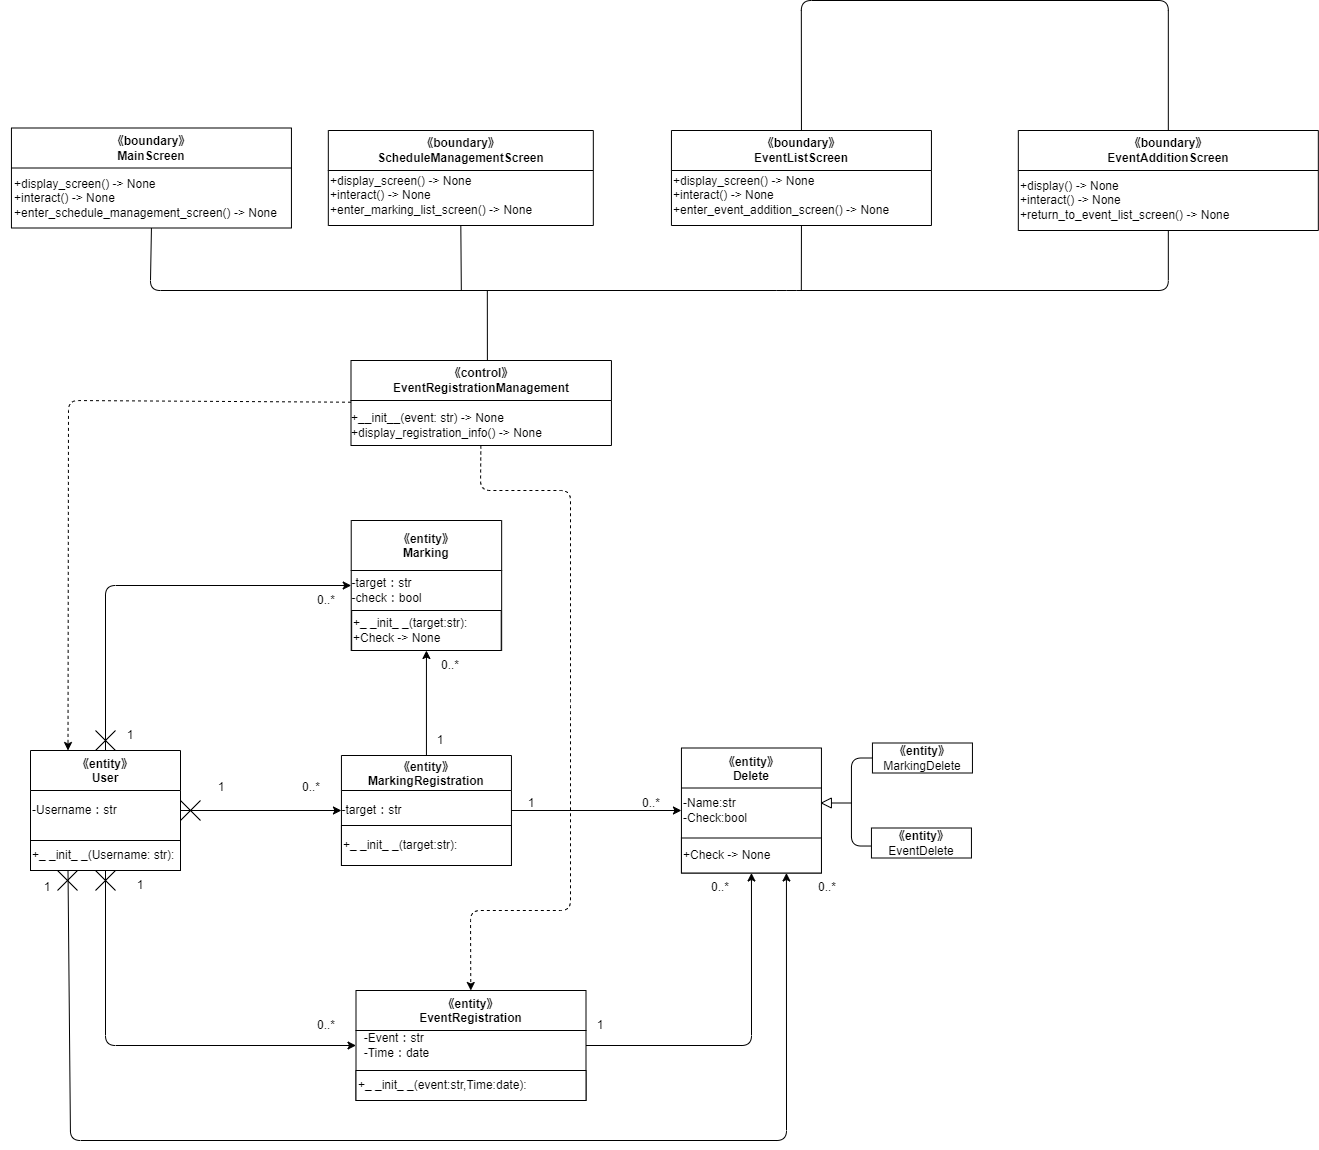 《boundary》
MainScreen
+display_screen() -> None
+interact() -> None
+enter_schedule_management_screen() -> None
《boundary》
ScheduleManagementScreen
+display_screen() -> None
+interact() -> None
+enter_marking_list_screen() -> None
《boundary》
EventListScreen
+display_screen() -> None
+interact() -> None
+enter_event_addition_screen() -> None
《boundary》
EventAdditionScreen
+display() -> None
+interact() -> None
+return_to_event_list_screen() -> None
《control》
EventRegistrationManagement
+__init__(event: str) -> None
+display_registration_info() -> None
《entity》
Marking
-target : str
-check : bool
+_ _init_ _(target:str):
+Check -> None
0..*
0..*
1
1
《entity》
User
-Username : str
+_ _init_ _(Username: str):
1
0..*
《entity》
MarkingRegistration
-target : str
+_ _init_ _(target:str):
1
0..*
《entity》
Delete
-Name:str
-Check:bool
+Check -> None
《entity》
MarkingDelete
《entity》
EventDelete
1
1
0..*
0..*
0..*
《entity》
EventRegistration
-Event : str
-Time : date
+_ _init_ _(event:str,Time:date):
1